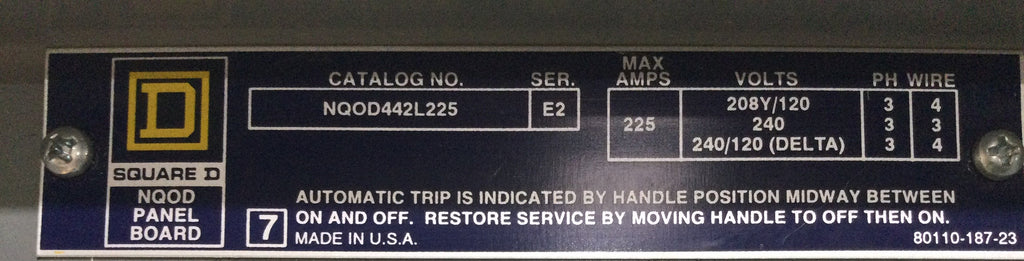 D
SQUARE D
NQOD
PANEL
BOARD
CATALOG NO. SER.
NQOD442L225 E2
MAX
AMPS VOLTS PH WIRE
225
208Y/120 3 4
240 3 3
240/120 (DELTA) 3 4
AUTOMATIC TRIP IS INDICATED BY HANDLE POSITION MIDWAY BETWEEN
ON AND OFF. RESTORE SERVICE BY MOVING HANDLE TO OFF THEN ON.
7
MADE IN U.S.A. 80110-187-23